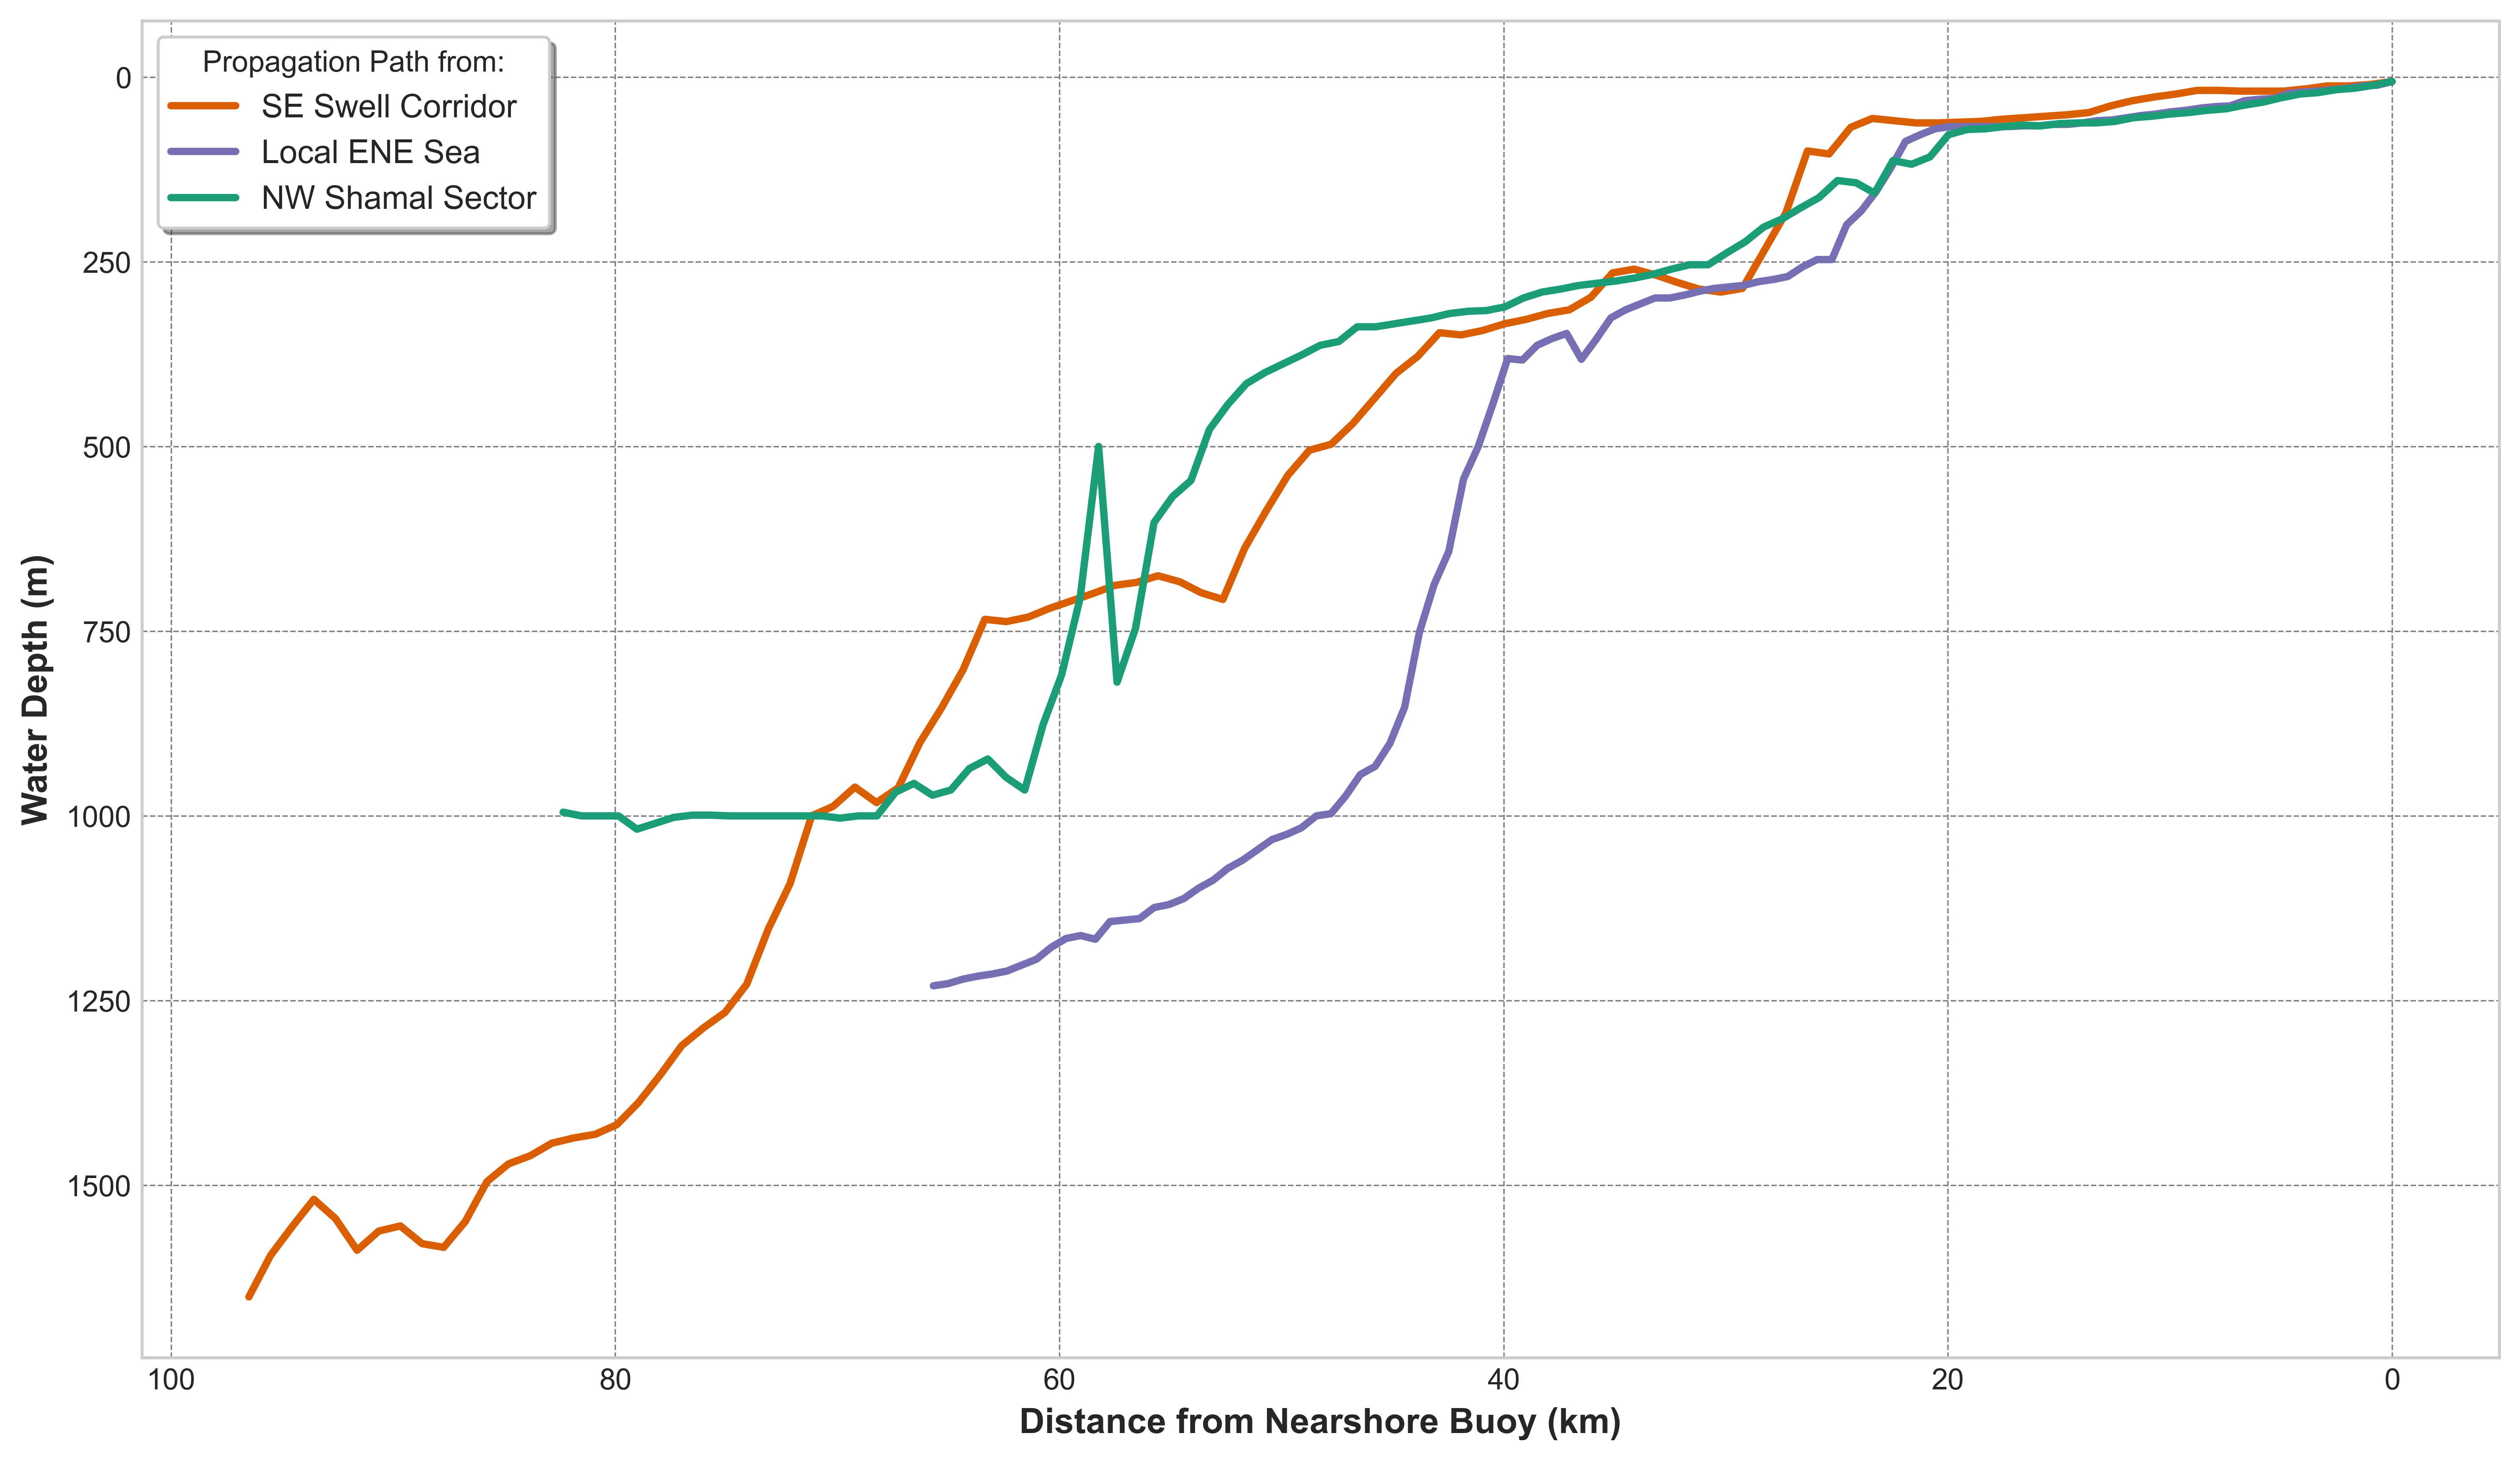 Propagation Path from:
SE Swell Corridor
Local ENE Sea
NW Shamal Sector
0
250
500
750
1000
1250
1500
Water Depth (m)
100
80
60
40
20
0
Distance from Nearshore Buoy (km)